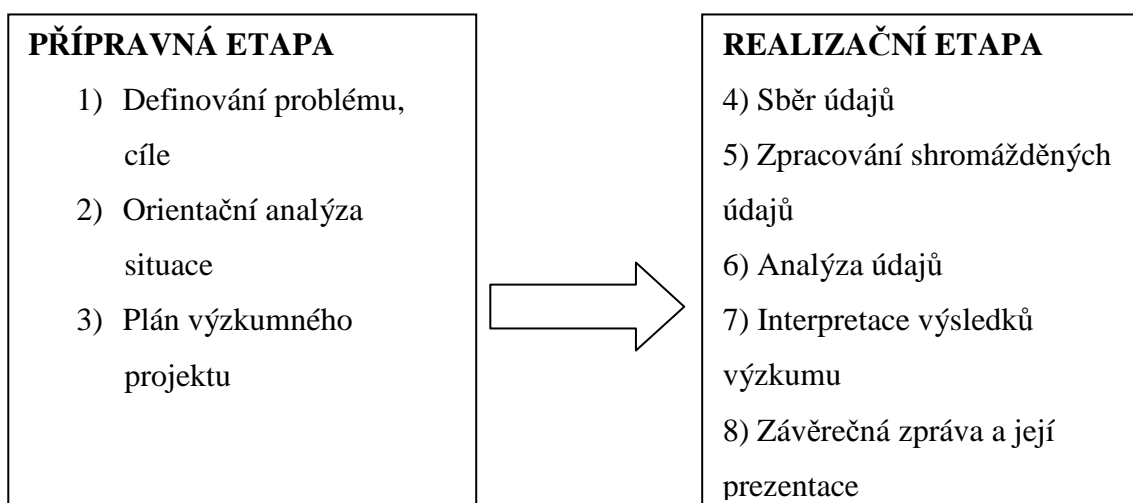 PŘÍPRAVNÁ ETAPA
1) Definování problému,
cíle
2) Orientační analýza
situace
3) Plán výzkumného
projektu
REALIZAČNÍ ETAPA
4) Sběr údajů
5) Zpracování shromážděných
údajů
6) Analýza údajů
7) Interpretace výsledků
výzkumu
8) Závěrečná zpráva a její
prezentace